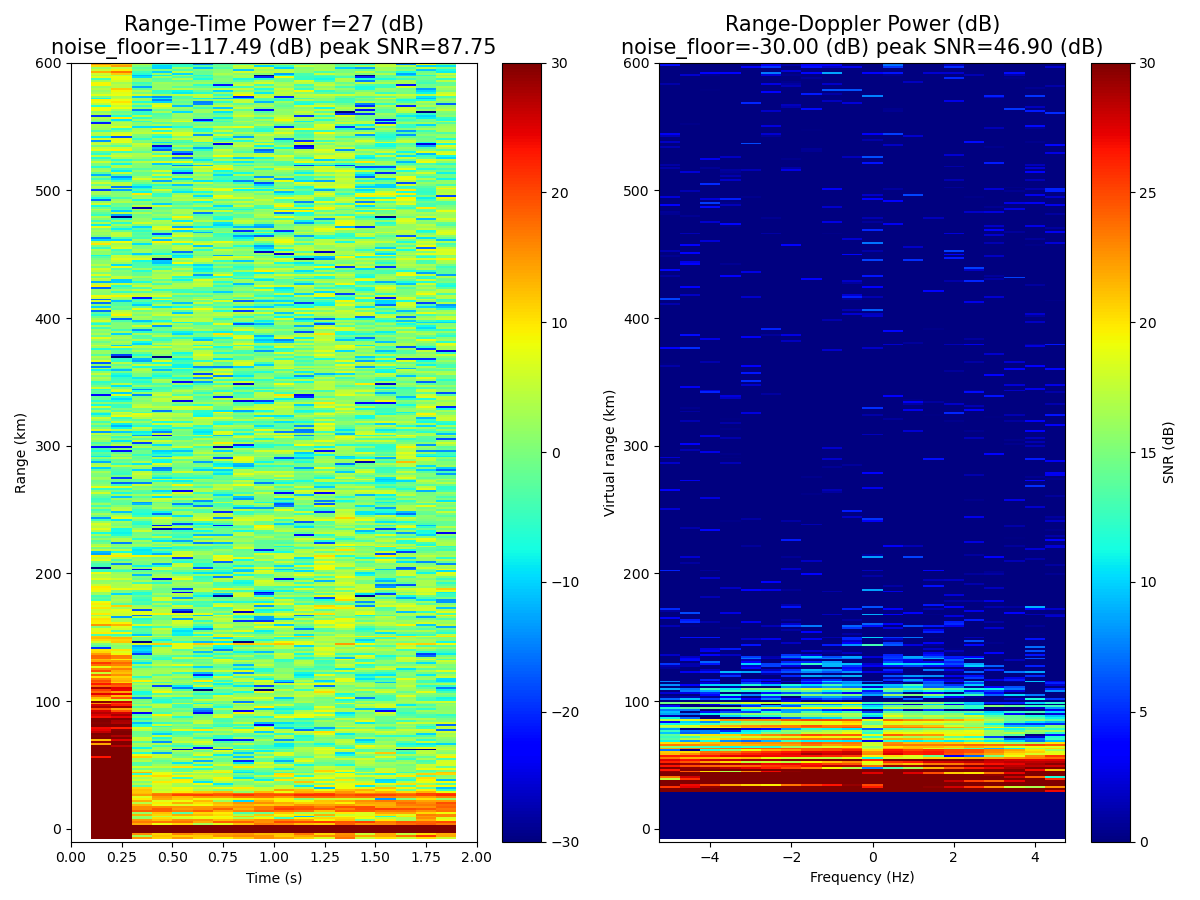 Range-Time Power f=27 (dB)
noise_floor=-117.49 (dB) peak SNR=87.75
600
500
400
300
200
100
0
Range (km)
0.00 0.25 0.50 0.75 1.00 1.25 1.50 1.75 2.00
Time (s)
30
20
10
0
−10
−20
−30
Range-Doppler Power (dB)
noise_floor=-30.00 (dB) peak SNR=46.90 (dB)
600
500
400
300
200
100
0
Virtual range (km)
−4 −2 0 2 4
Frequency (Hz)
30
25
20
15
10
5
0
SNR (dB)